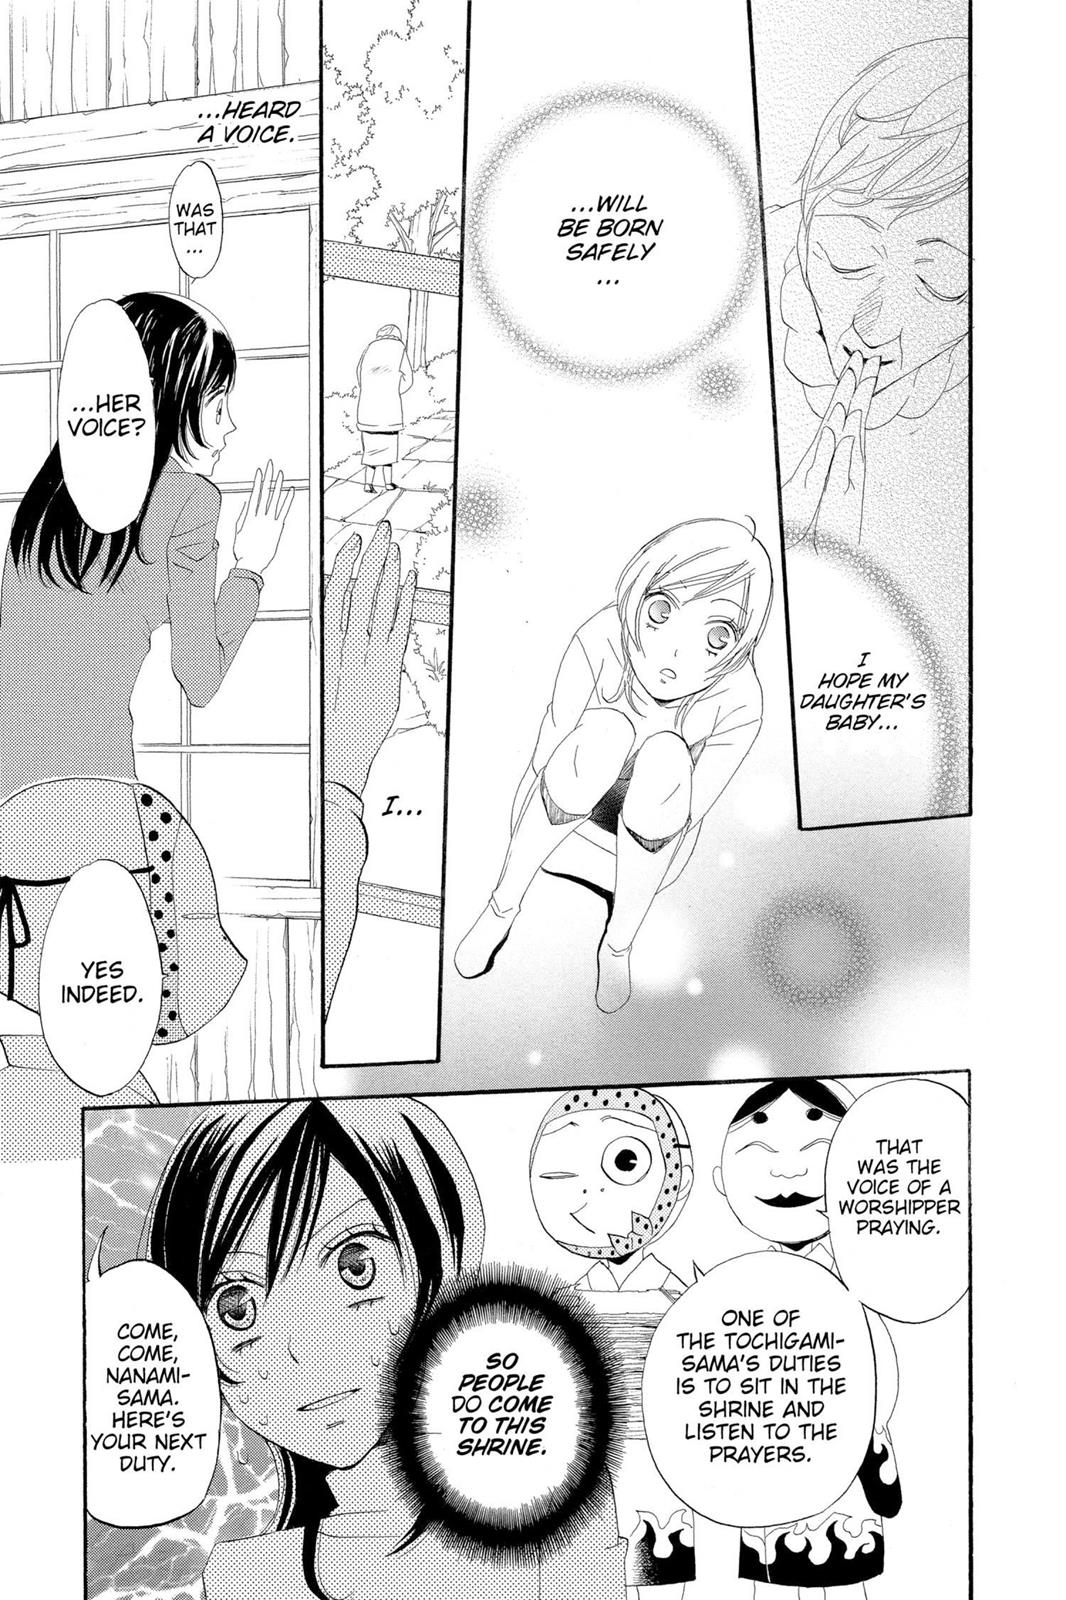 I
HOPE MY
DAUGHTER'S
BABY...
...WILL
BE BORN
SAFELY
...
I...
...HEARD
A VOICE.
WAS
THAT
...
...HER
VOICE?
YES
INDEED.
THAT
WAS THE
VOICE OF A
WORSHIPPER
PRAYING.
ONE OF
THE TOCHIGAMI-
SAMA'S DUTIES
IS TO SIT IN THE
SHRINE AND
LISTEN TO THE
PRAYERS.
SO
PEOPLE
DO COME
TO THIS
SHRINE.
COME,
COME,
NANAMI-
SAMA.
HERE'S
YOUR NEXT
DUTY.